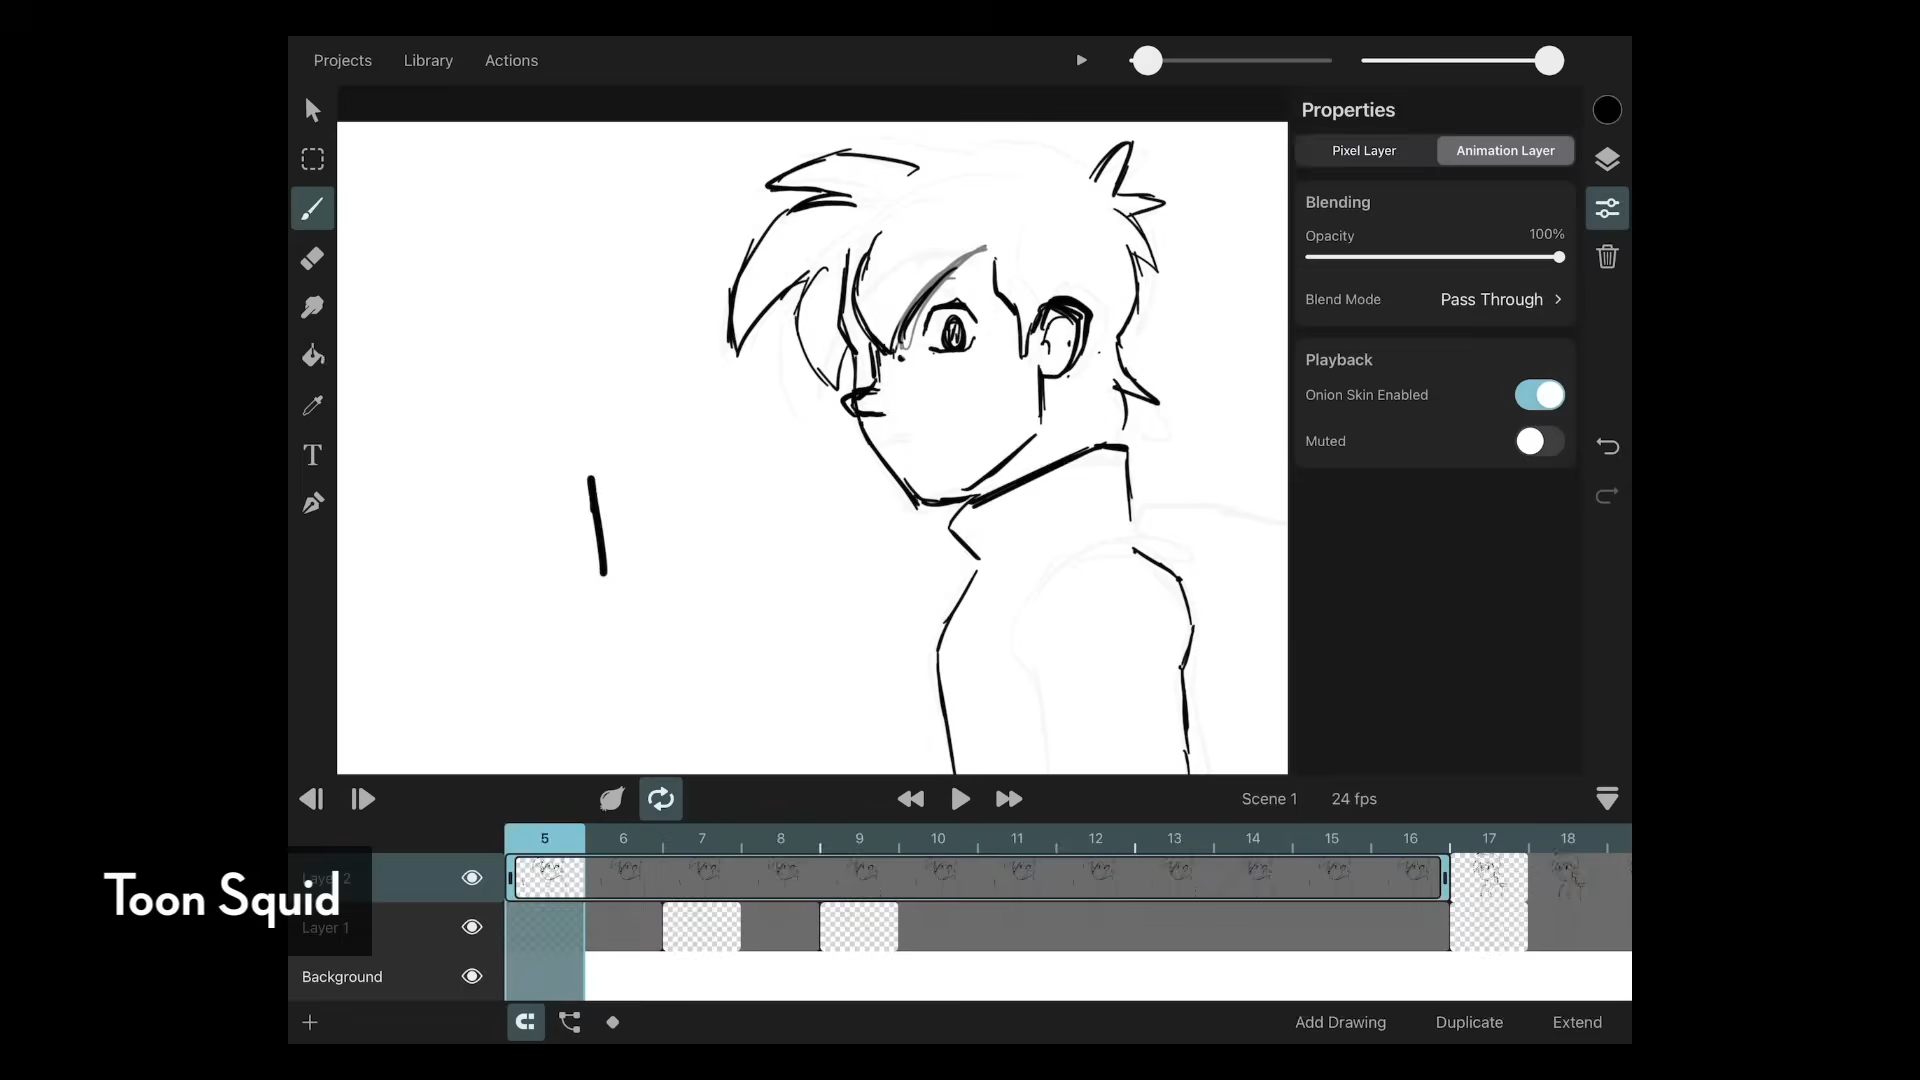 Projects
Library
Actions
Properties
Pixel Layer
Animation Layer
Blending
Opacity
100%
Blend Mode
Pass Through
Playback
Onion Skin Enabled
Muted
T
Scene 1
24 fps
5 6 7 8 9 10 11 12 13 14 15 16 17 18
Layer 2
Toon Squid
Layer 1
Background
Add Drawing
Duplicate
Extend